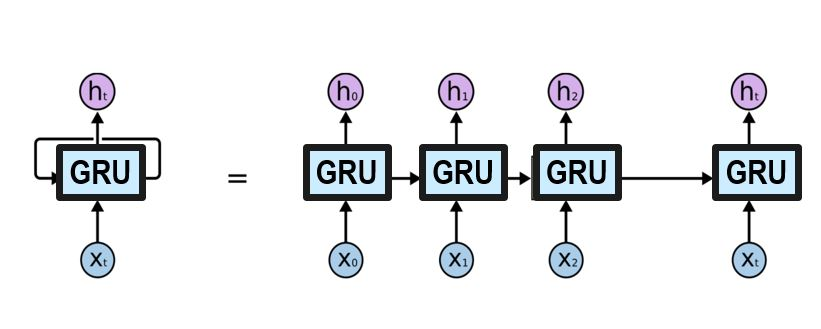 hₜ h₀ h₁ h₂ hₜ
GRU = GRU GRU GRU GRU
xₜ x₀ x₁ x₂ xₜ